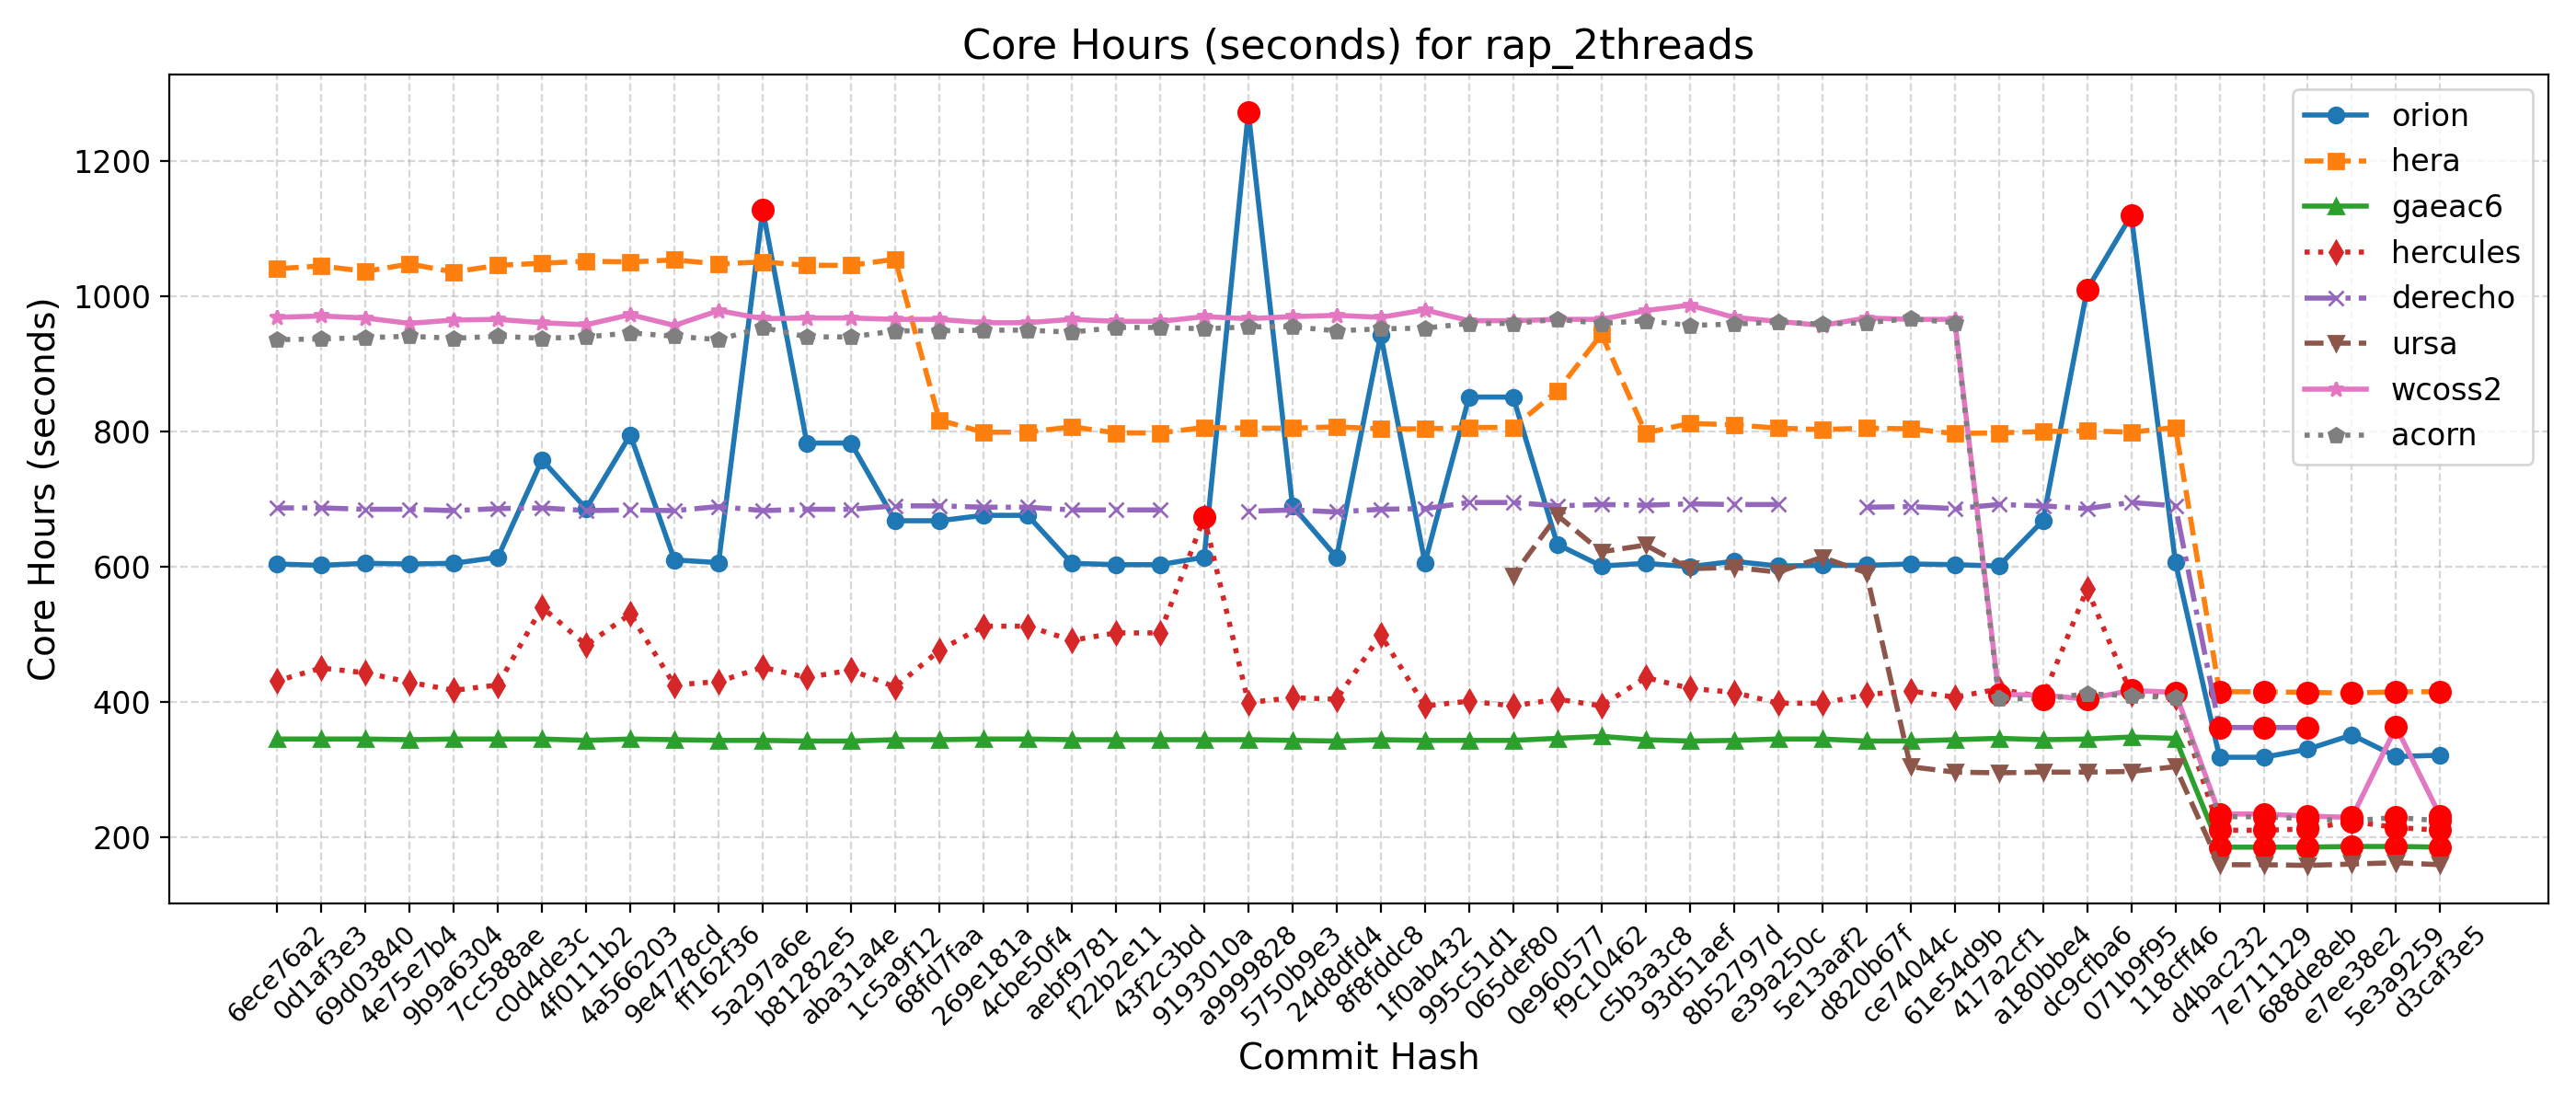 Core Hours (seconds) for rap_2threads
Core Hours (seconds)
1200
1000
800
600
400
200
orion
hera
gaeac6
hercules
derecho
ursa
wcoss2
acorn
6ece76a2
0d1af3e3
69d03840
4e75e7b4
9b9a6304
7cc588ae
c0d4de3c
4f0111b2
4a566203
9e4778cd
ff162f36
5a297a6e
b81282e5
aba31a4e
1c5a9f12
68fd7faa
269e181a
4cbe50f4
aebf9781
f22b2e11
43f2c3bd
9193010a
a9999828
5750b9e3
24d8dfd4
8f8fddc8
1f0ab432
995c51d1
065def80
0e960577
f9c10462
c5b3a3c8
93d51aef
8b52797d
e39a250c
5e13aaf2
d820b67f
ce74044c
61e54d9b
417a2cf1
a180bbe4
dc9cfba6
071b9f95
118cff46
d4bac232
7e711129
688de8eb
e7ee38e2
5e3a9259
d3caf3e5
Commit Hash